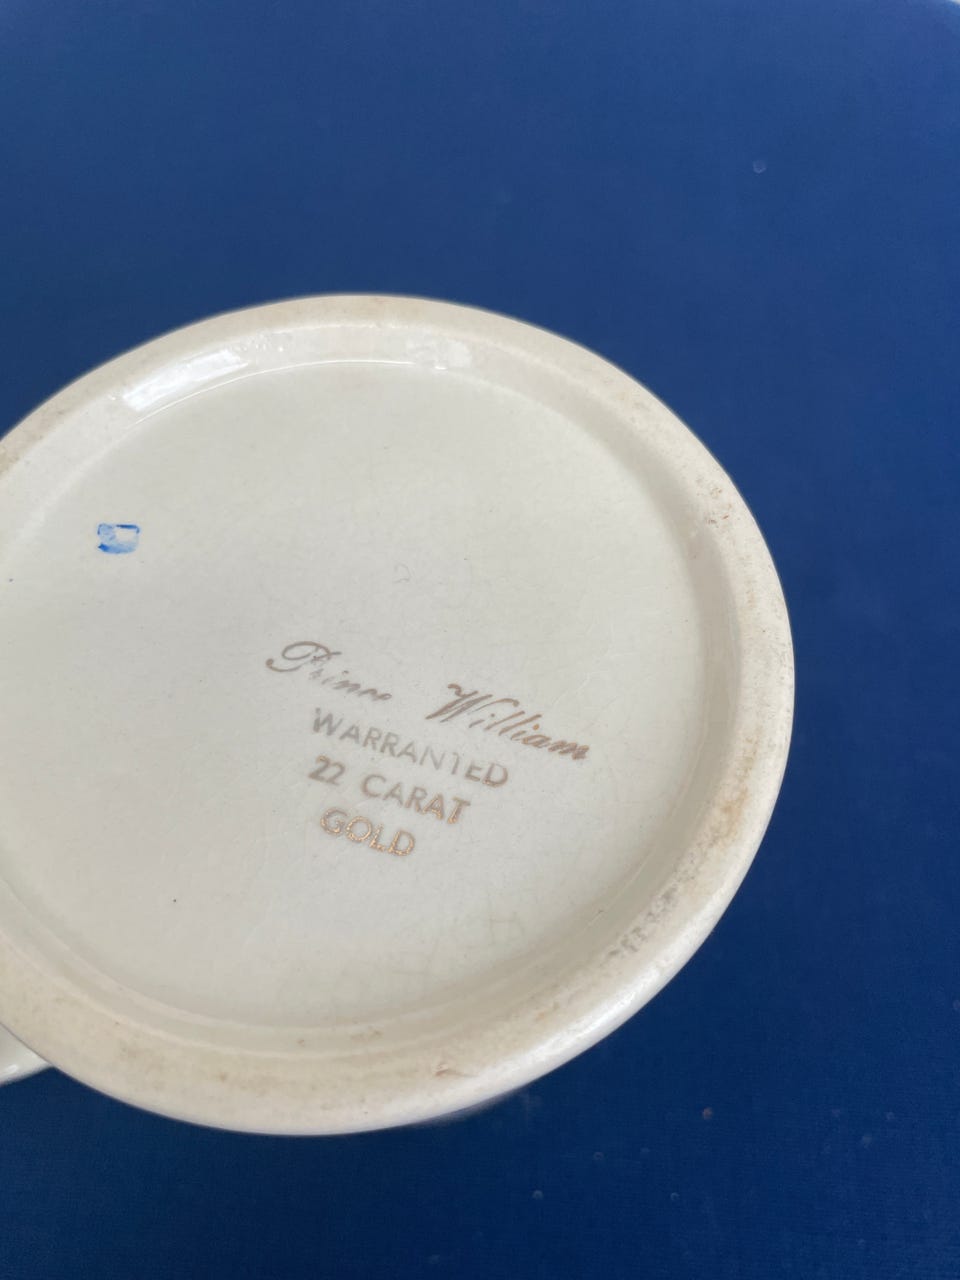 Prince William
WARRANTED
22 CARAT
GOLD